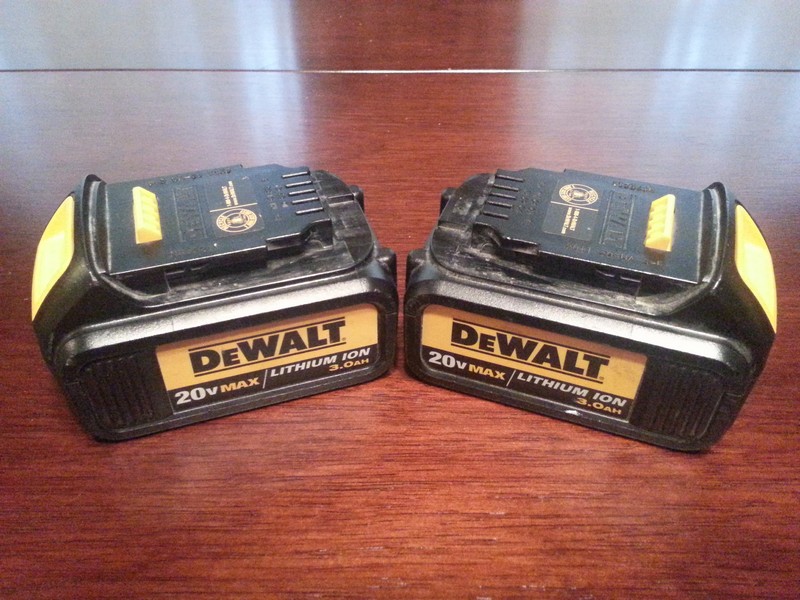 DEWALT
20V MAX / LITHIUM ION
3.0AH
DEWALT
20V MAX / LITHIUM ION
3.0AH